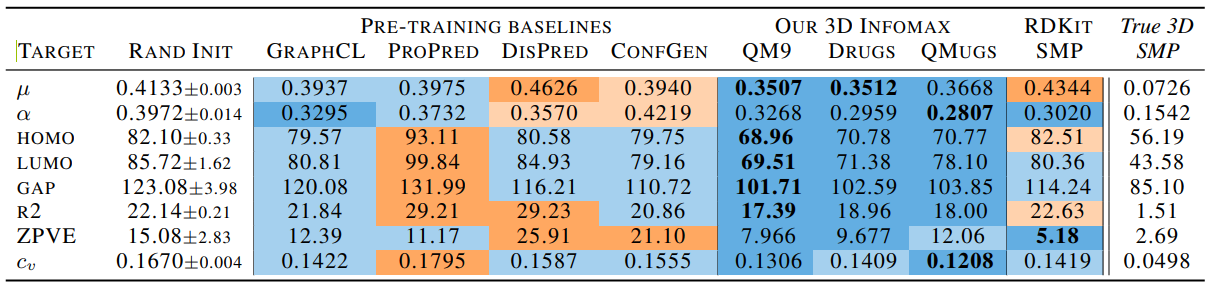 PRE-TRAINING BASELINES OUR 3D INFOMAX RDKIT True 3D
TARGET RAND INIT GRAPHCL PROPRED DISPRED CONFGEN QM9 DRUGS QMUGS SMP SMP
μ 0.4133±0.003 0.3937 0.3975 0.4626 0.3940 0.3507 0.3512 0.3668 0.4344 0.0726
α 0.3972±0.014 0.3295 0.3732 0.3570 0.4219 0.3268 0.2959 0.2807 0.3020 0.1542
HOMO 82.10±0.33 79.57 93.11 80.58 79.75 68.96 70.78 70.77 82.51 56.19
LUMO 85.72±1.62 80.81 99.84 84.93 79.16 69.51 71.38 78.10 80.36 43.58
GAP 123.08±3.98 120.08 131.99 116.21 110.72 101.71 102.59 103.85 114.24 85.10
R2 22.14±0.21 21.84 29.21 29.23 20.86 17.39 18.96 18.00 22.63 1.51
ZPVE 15.08±2.83 12.39 11.17 25.91 21.10 7.966 9.677 12.06 5.18 2.69
cv 0.1670±0.004 0.1422 0.1795 0.1587 0.1555 0.1306 0.1409 0.1208 0.1419 0.0498